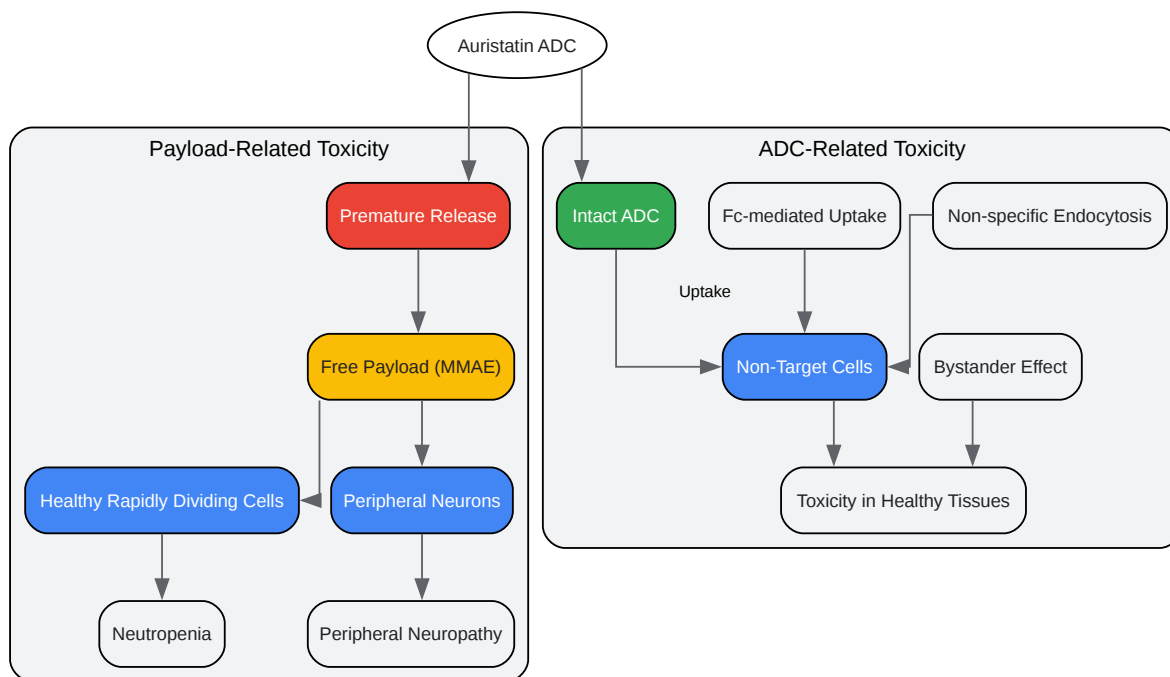 Auristatin ADC
Payload-Related Toxicity
Premature Release
Free Payload (MMAE)
Healthy Rapidly Dividing Cells
Peripheral Neurons
Neutropenia
Peripheral Neuropathy
ADC-Related Toxicity
Intact ADC
Fc-mediated Uptake
Non-specific Endocytosis
Uptake
Non-Target Cells
Bystander Effect
Toxicity in Healthy Tissues